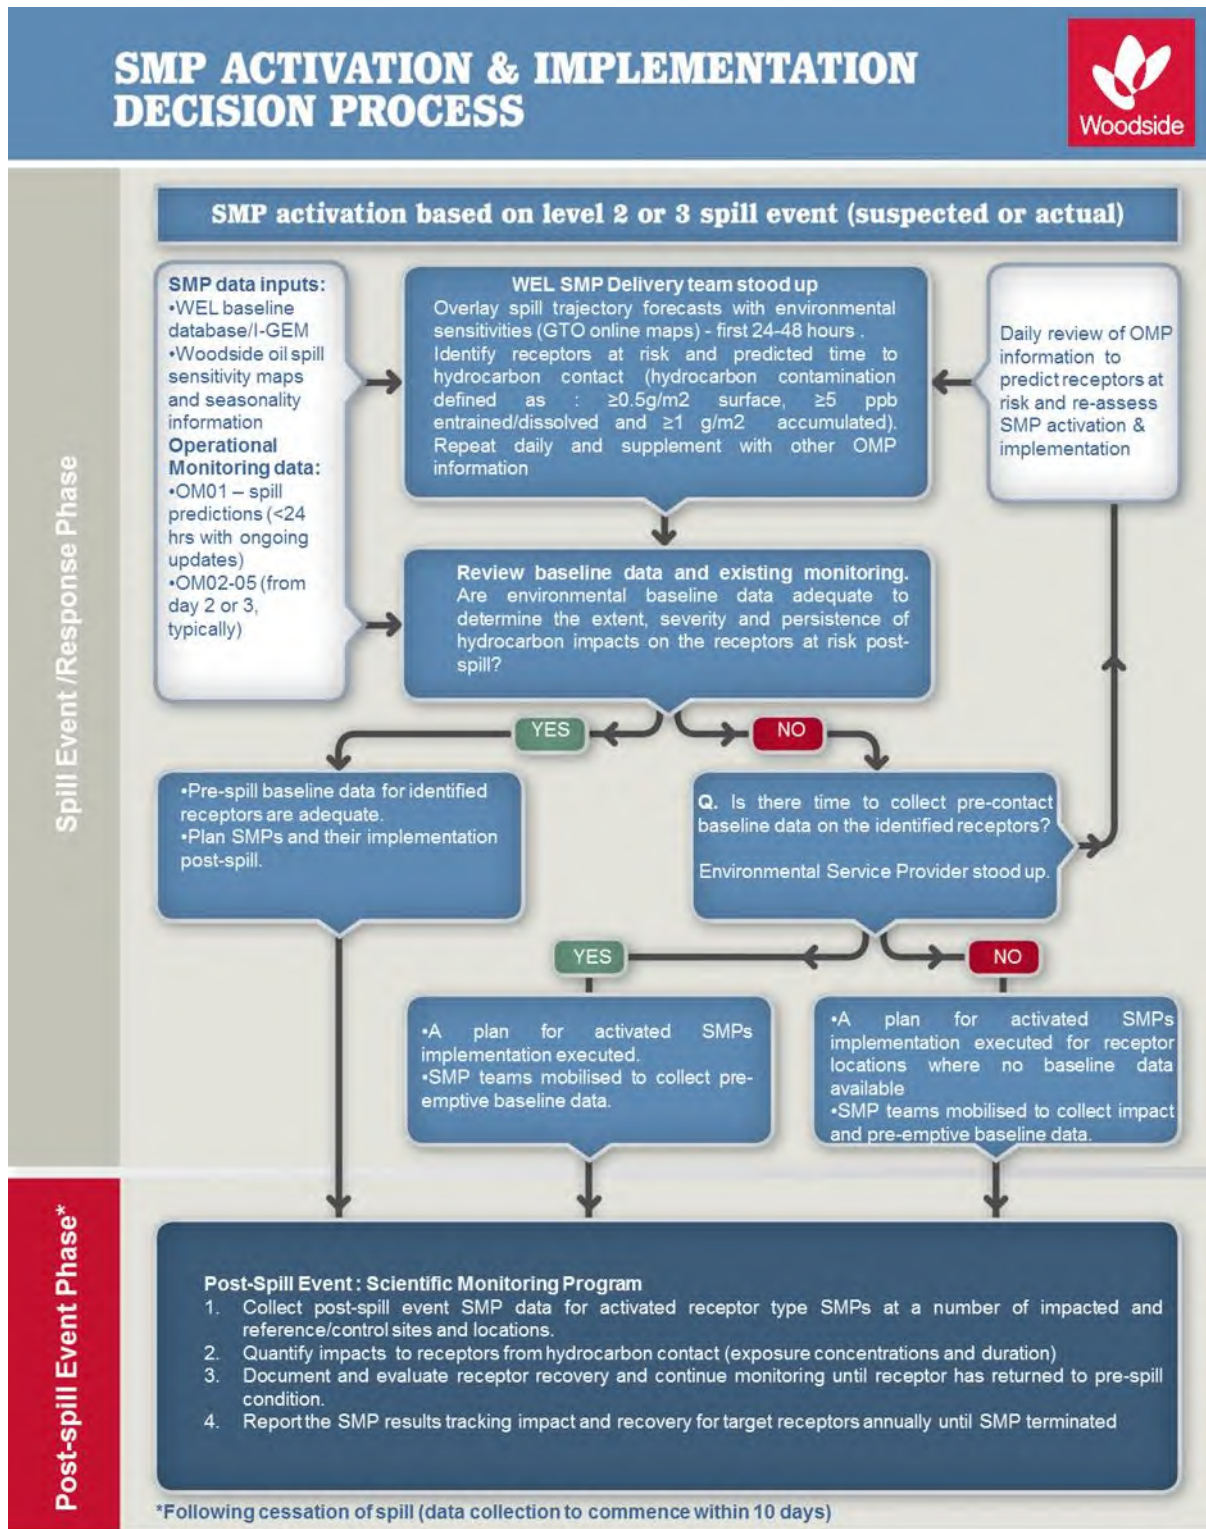 SMP ACTIVATION & IMPLEMENTATION
DECISION PROCESS
Woodside
Spill Event /Response Phase
SMP activation based on level 2 or 3 spill event (suspected or actual)
SMP data inputs:
•WEL baseline
database/I-GEM
•Woodside oil spill
sensitivity maps
and seasonality
information
Operational
Monitoring data:
•OM01 – spill
predictions (<24
hrs with ongoing
updates)
•OM02-05 (from
day 2 or 3,
typically)
WEL SMP Delivery team stood up
Overlay spill trajectory forecasts with environmental
sensitivities (GTO online maps) - first 24-48 hours .
Identify receptors at risk and predicted time to
hydrocarbon contact (hydrocarbon contamination
defined as : ≥0.5g/m2 surface, ≥5 ppb
entrained/dissolved and ≥1 g/m2 accumulated).
Repeat daily and supplement with other OMP
information
Daily review of OMP
information to
predict receptors at
risk and re-assess
SMP activation &
implementation
Review baseline data and existing monitoring.
Are environmental baseline data adequate to
determine the extent, severity and persistence of
hydrocarbon impacts on the receptors at risk post-
spill?
YES
NO
•Pre-spill baseline data for identified
receptors are adequate.
•Plan SMPs and their implementation
post-spill.
Q. Is there time to collect pre-contact
baseline data on the identified receptors?
Environmental Service Provider stood up.
YES
NO
•A plan for activated SMPs
implementation executed.
•SMP teams mobilised to collect pre-
emptive baseline data.
•A plan for activated SMPs
implementation executed for receptor
locations where no baseline data
available
•SMP teams mobilised to collect impact
and pre-emptive baseline data.
Post-spill Event Phase*
Post-Spill Event : Scientific Monitoring Program
1. Collect post-spill event SMP data for activated receptor type SMPs at a number of impacted and
reference/control sites and locations.
2. Quantify impacts to receptors from hydrocarbon contact (exposure concentrations and duration)
3. Document and evaluate receptor recovery and continue monitoring until receptor has returned to pre-spill
condition.
4. Report the SMP results tracking impact and recovery for target receptors annually until SMP terminated
*Following cessation of spill (data collection to commence within 10 days)